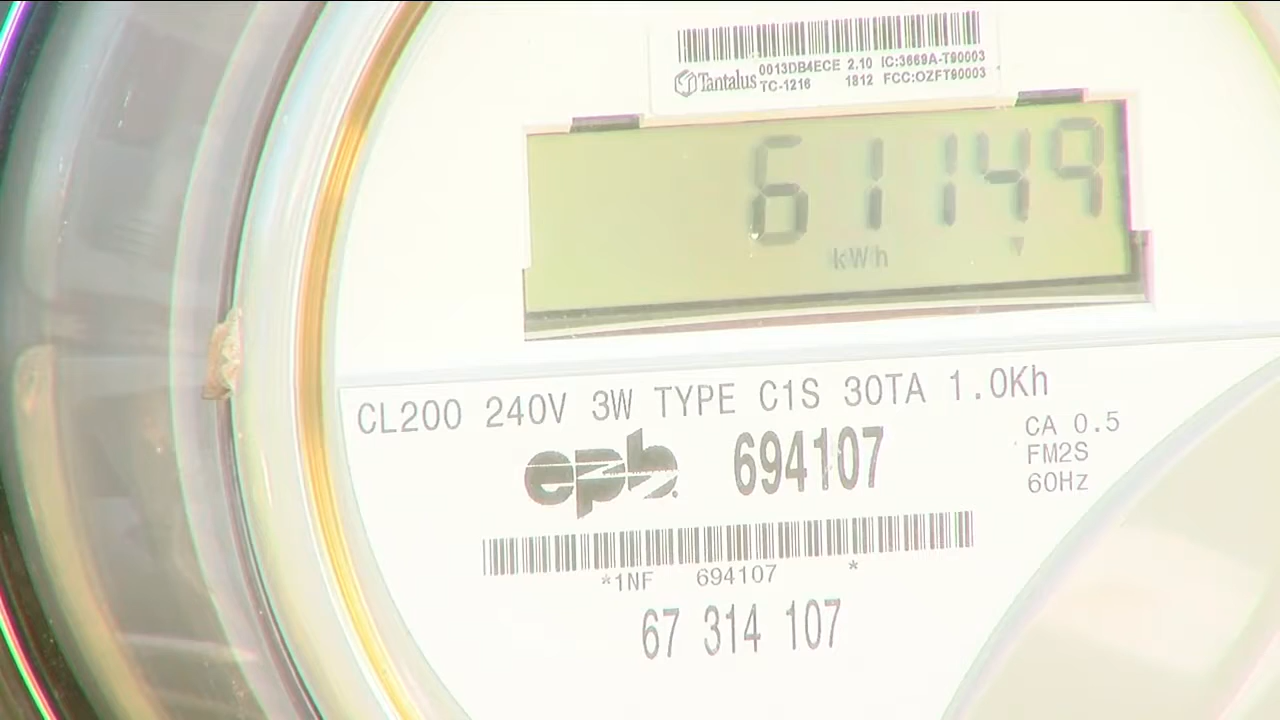 0013DB4ECE 2.10 IC:3669A-T90003
Tantalus TC-1216 1812 FCC:OZFT90003
61149
kWh
CL200 240V 3W TYPE C1S 30TA 1.0Kh
CA 0.5
epb 694107
FM2S
60Hz
*1NF 694107 *
67 314 107